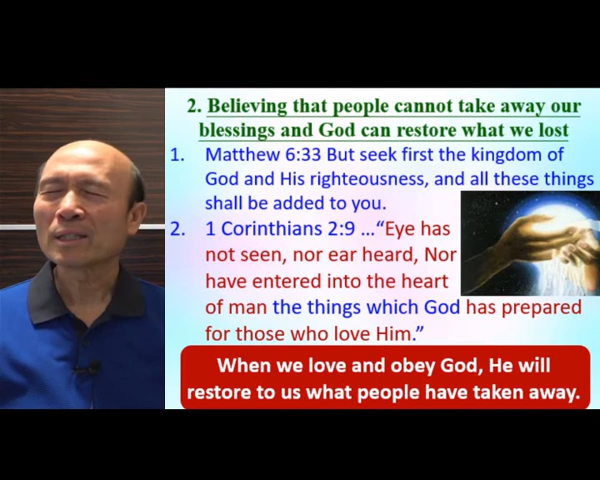 2. Believing that people cannot take away our
blessings and God can restore what we lost
1. Matthew 6:33 But seek first the kingdom of
God and His righteousness, and all these things
shall be added to you.
2. 1 Corinthians 2:9 …“Eye has
not seen, nor ear heard, Nor
have entered into the heart
of man the things which God has prepared
for those who love Him.”
When we love and obey God, He will
restore to us what people have taken away.